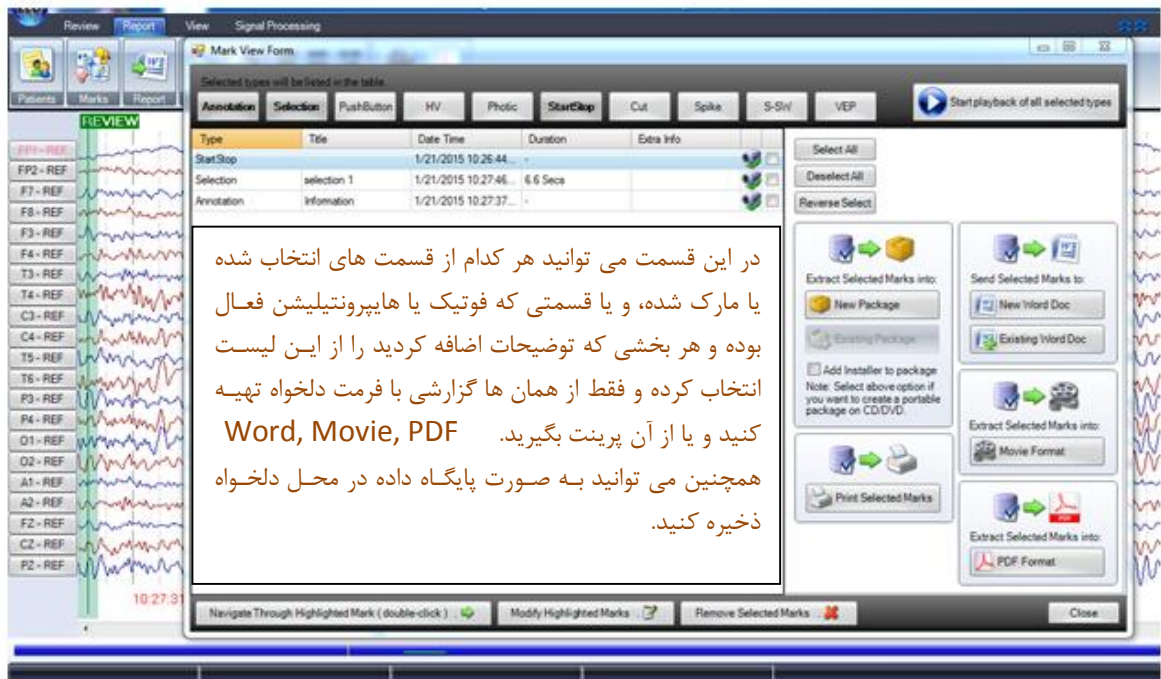 Review Report View Signal Processing
Mark View Form
Patients Marks Report
Selected types will be listed in the table.
Annotation Selection PushButton HV Photic StartStop Cut Spike S-SW VEP
Start playback of all selected types
REVIEW
Type Title Date Time Duration Extra Info
StartStop 1/21/2015 10:26:44... -
Selection selection 1 1/21/2015 10:27:46... 6.6 Secs
Annotation Information 1/21/2015 10:27:37... -
Select All
Deselect All
Reverse Select
FP1 - REF
FP2 - REF
F7 - REF
F8 - REF
F3 - REF
F4 - REF
T3 - REF
T4 - REF
C3 - REF
C4 - REF
T5 - REF
T6 - REF
P3 - REF
P4 - REF
O1 - REF
O2 - REF
A1 - REF
A2 - REF
FZ - REF
CZ - REF
PZ - REF
10:27:31
در این قسمت می توانید هر کدام از قسمت های انتخاب شده
یا مارک شده، و یا قسمتی که فوتیک یا هایپرونتیلیشن فعال
بوده و هر بخشی که توضیحات اضافه کردید را از این لیست
انتخاب کرده و فقط از همان ها گزارشی با فرمت دلخواه تهیه
کنید و یا از آن پرینت بگیرید. Word, Movie, PDF
همچنین می توانید به صورت پایگاه داده در محل دلخواه
ذخیره کنید.
Extract Selected Marks into:
New Package
Existing Package
Add Installer to package
Note: Select above option if
you want to create a portable
package on CD/DVD.
Print Selected Marks
Send Selected Marks to:
New Word Doc
Existing Word Doc
Extract Selected Marks into:
Movie Format
Extract Selected Marks into:
PDF Format
Navigate Through Highlighted Mark ( double-click ) .
Modify Highlighted Marks .
Remove Selected Marks .
Close